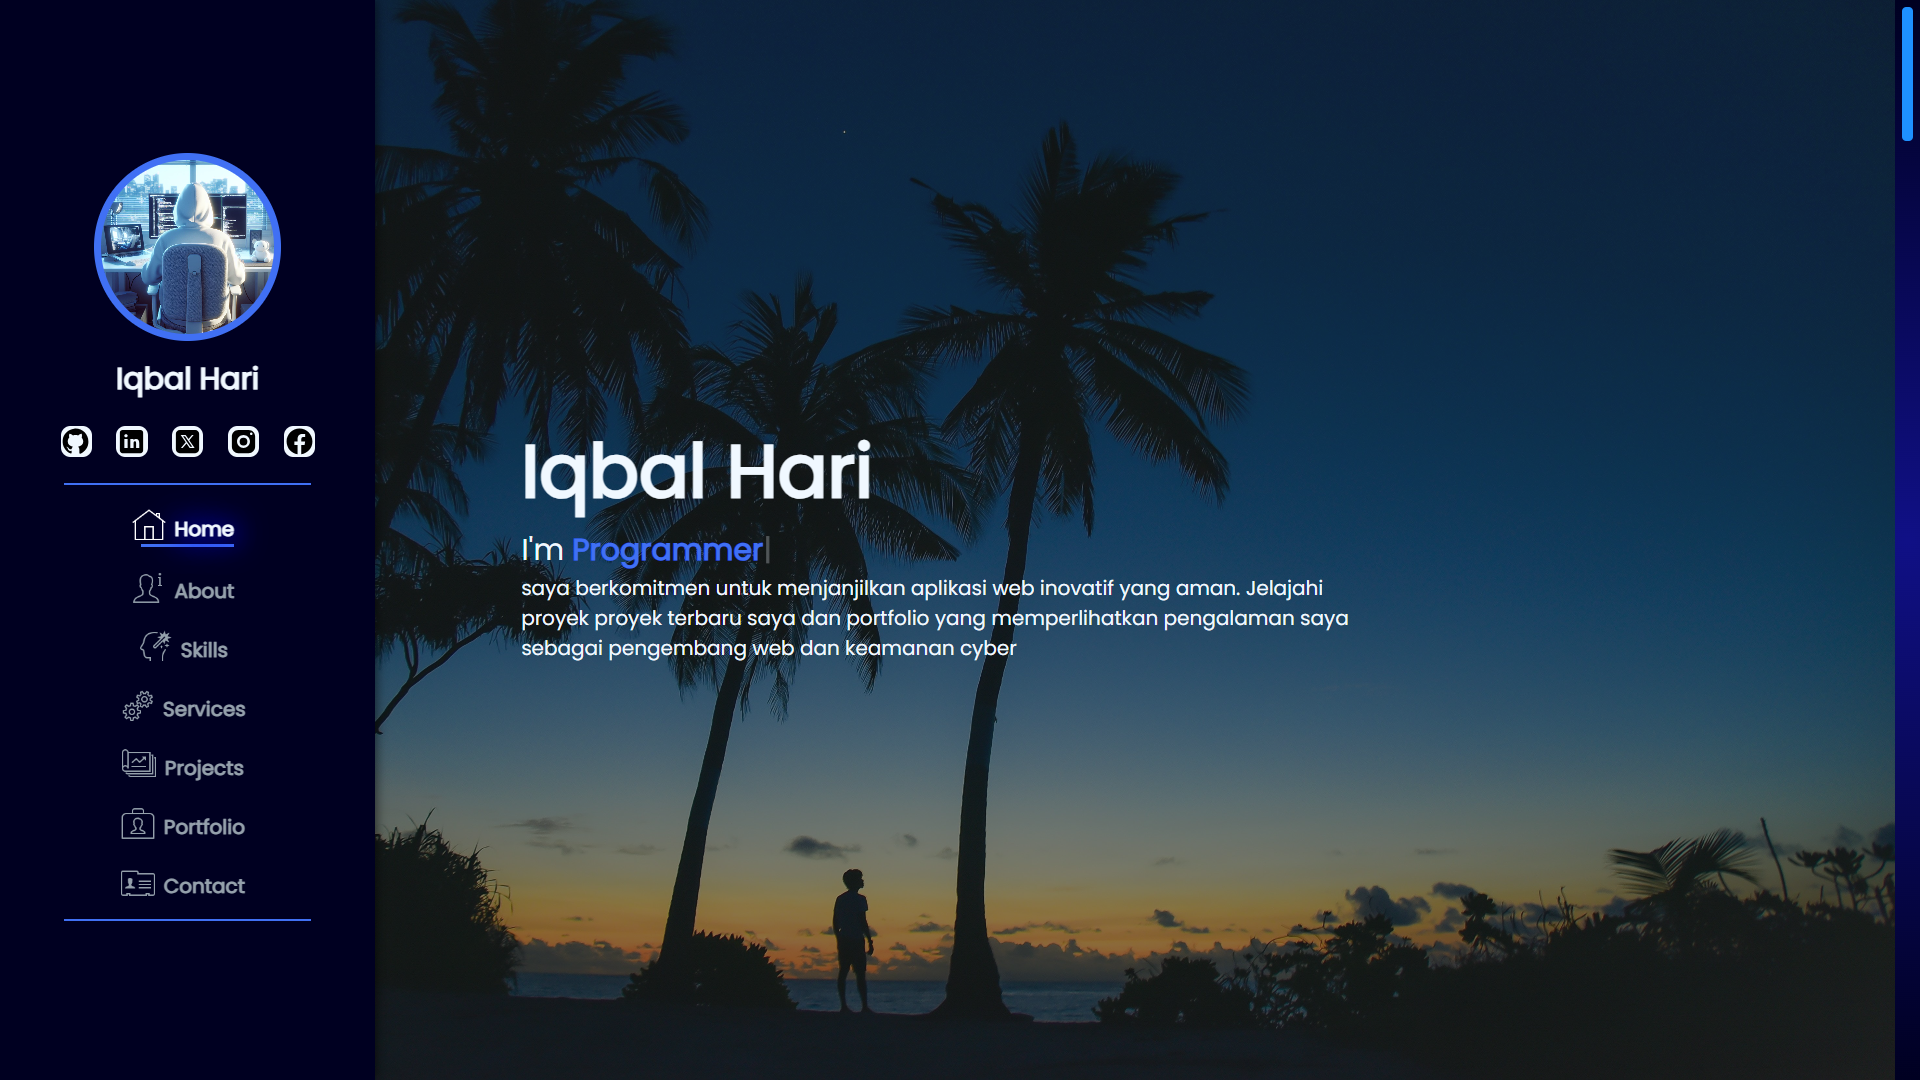 Iqbal Hari
Home
About
Skills
Services
Projects
Portfolio
Contact
Iqbal Hari
I'm Programmer|
saya berkomitmen untuk menjanjilkan aplikasi web inovatif yang aman. Jelajahi
proyek proyek terbaru saya dan portfolio yang memperlihatkan pengalaman saya
sebagai pengembang web dan keamanan cyber